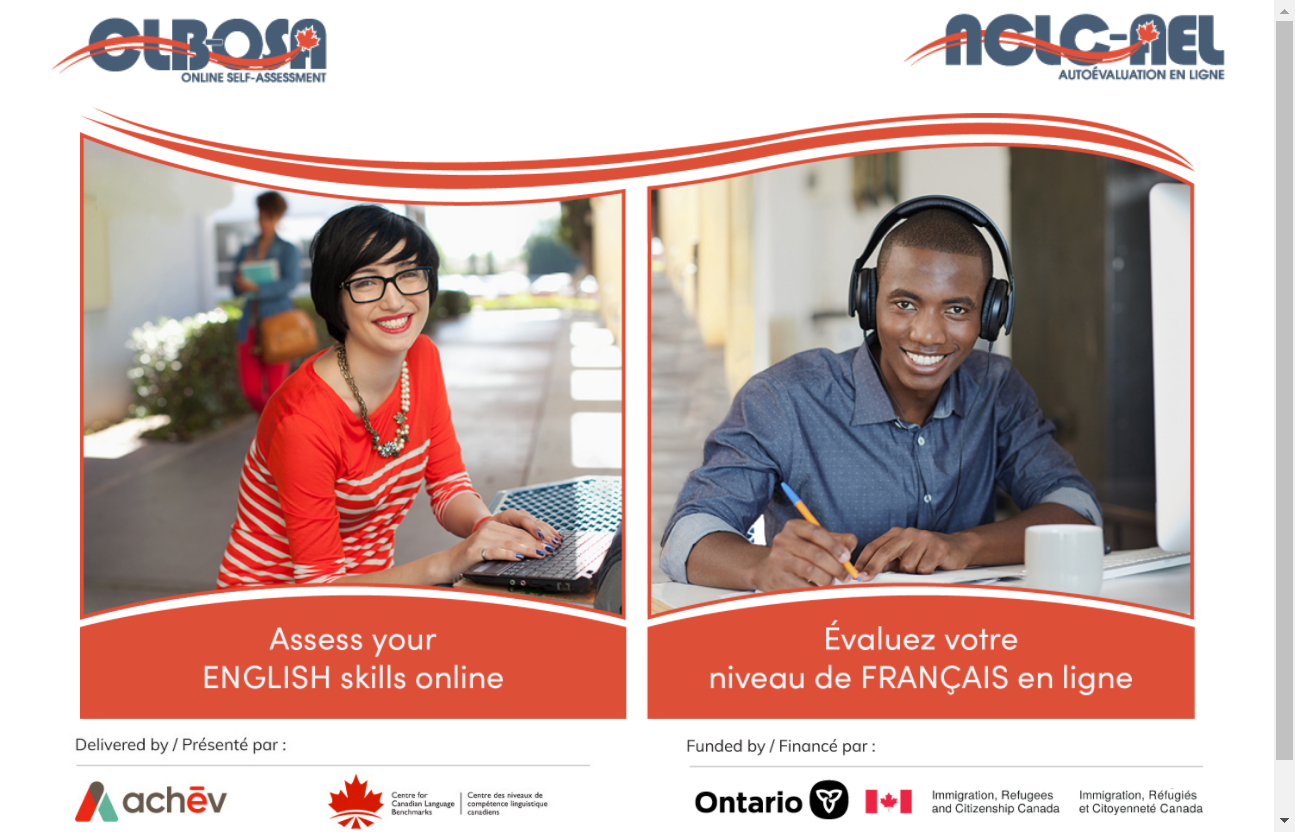 CLB-OSA
ONLINE SELF-ASSESSMENT
NCLC-AEL
AUTOÉVALUATION EN LIGNE
Assess your
ENGLISH skills online
Évaluez votre
niveau de FRANÇAIS en ligne
Delivered by / Présenté par :
achēv
Centre for
Canadian Language
Benchmarks
Centre des niveaux de
compétence linguistique
canadiens
Funded by / Financé par :
Ontario
Immigration, Refugees
and Citizenship Canada
Immigration, Réfugiés
et Citoyenneté Canada